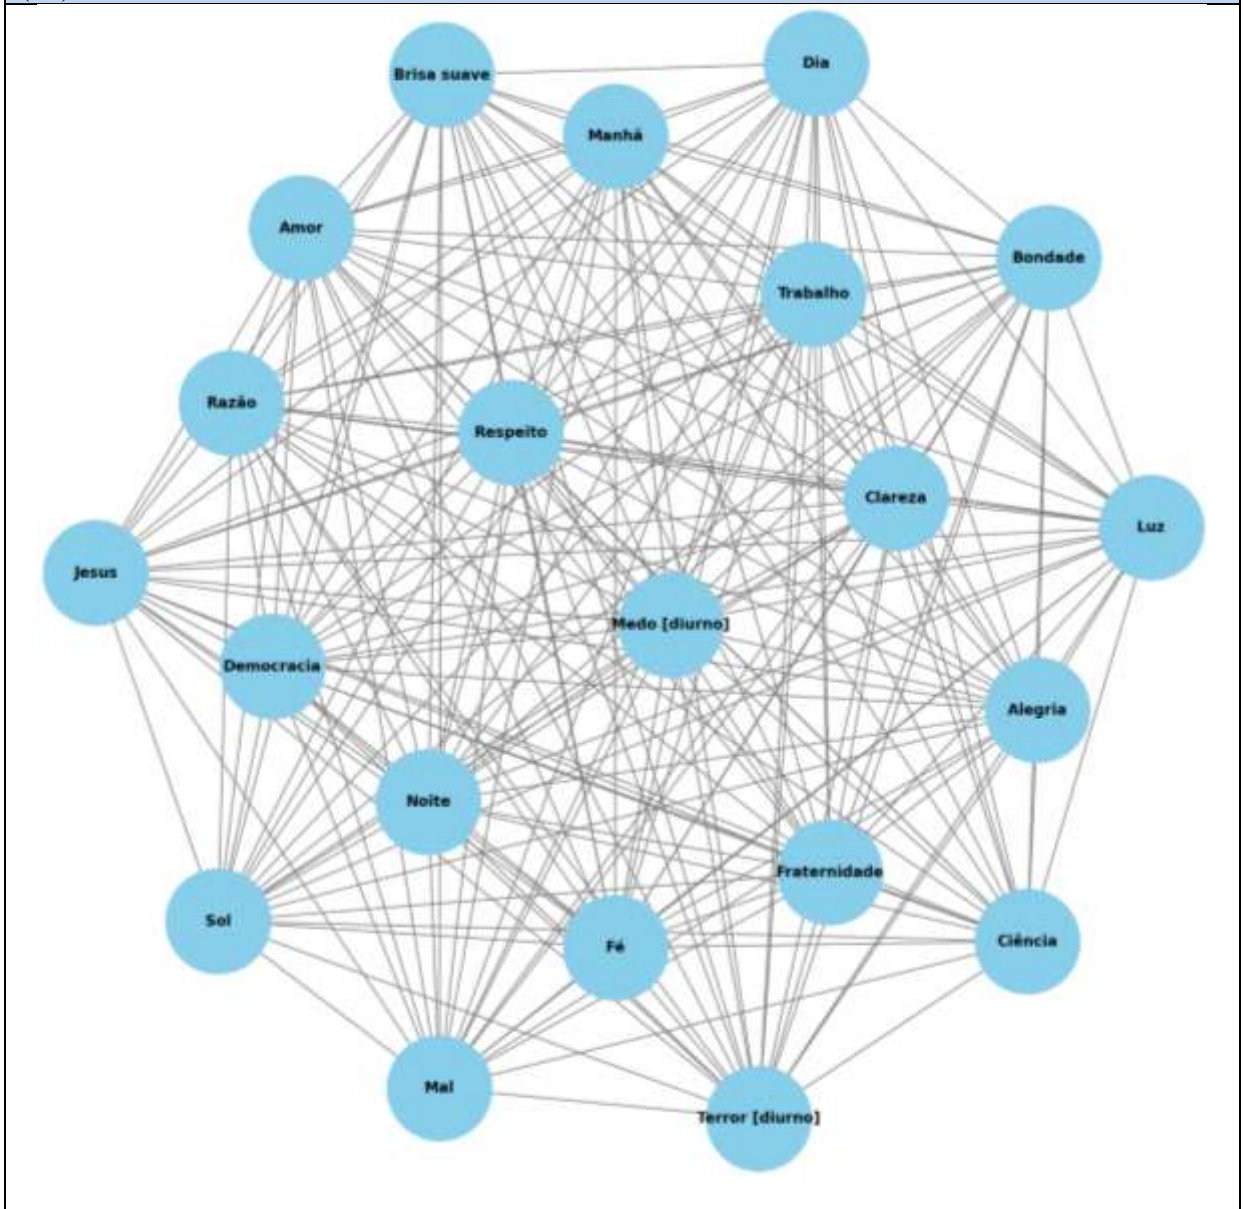 Brisa suave
Dia
Manhã
Amor
Bondade
Trabalho
Razão
Respeito
Clareza
Luz
Jesus
Medo [diurno]
Democracia
Alegria
Noite
Fraternidade
Sol
Fé
Ciência
Mal
Terror [diurno]